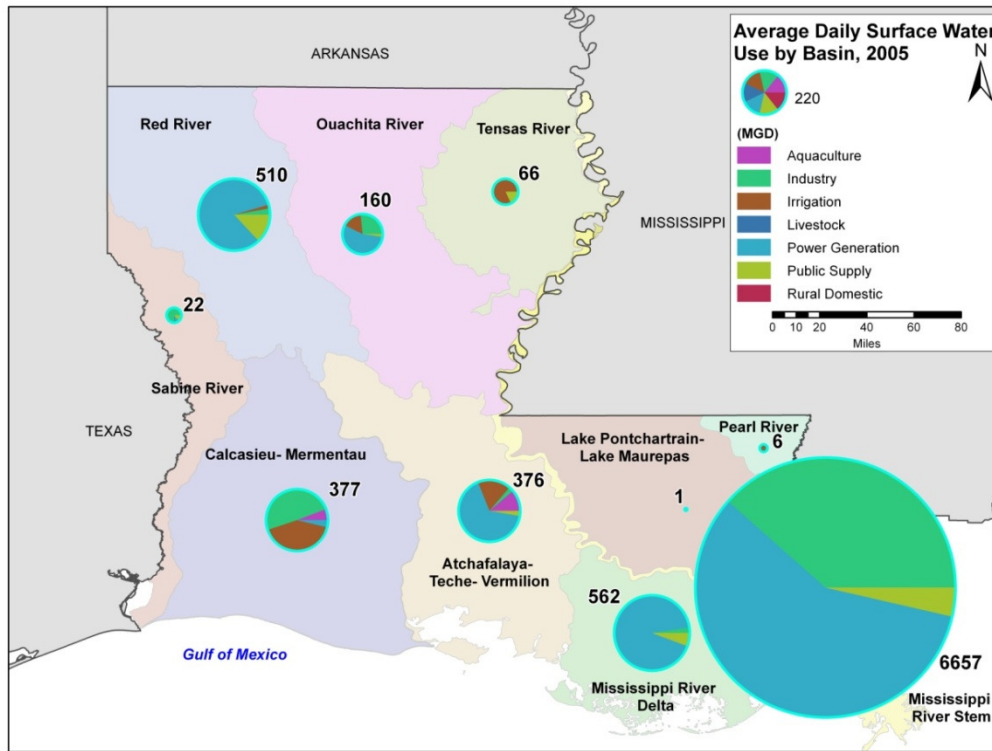 ARKANSAS
Average Daily Surface Water
Use by Basin, 2005
N
220
(MGD)
Aquaculture
Industry
Irrigation
Livestock
Power Generation
Public Supply
Rural Domestic
0 10 20 40 60 80
Miles
Red River
Ouachita River
Tensas River
510
160
66
MISSISSIPPI
22
Sabine River
TEXAS
Calcasieu- Mermentau
377
376
Atchafalaya-
Teche- Vermilion
Lake Pontchartrain-
Lake Maurepas
1
Pearl River
6
562
Mississippi River
Delta
6657
Mississippi
River Stem
Gulf of Mexico